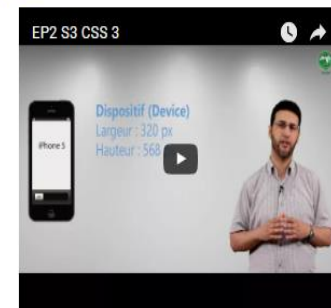 EP2 S3 CSS 3
Dispositif (Device)
Largeur : 320 px
Hauteur : 568
iPhone 5